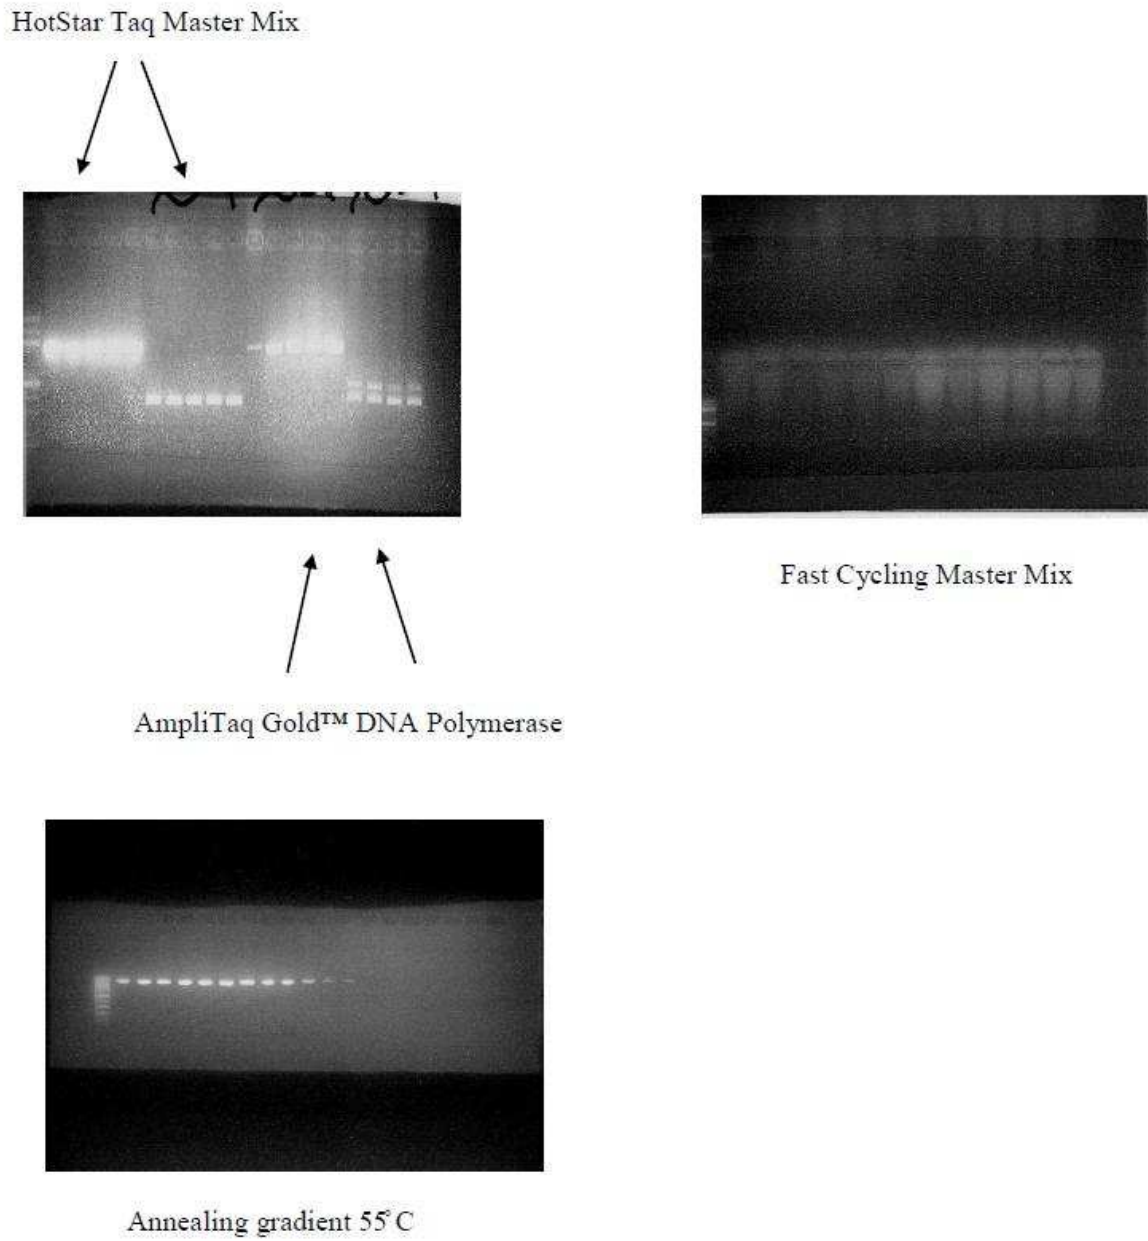 HotStar Taq Master Mix
Fast Cycling Master Mix
AmpliTaq Gold™ DNA Polymerase
Annealing gradient 55°C